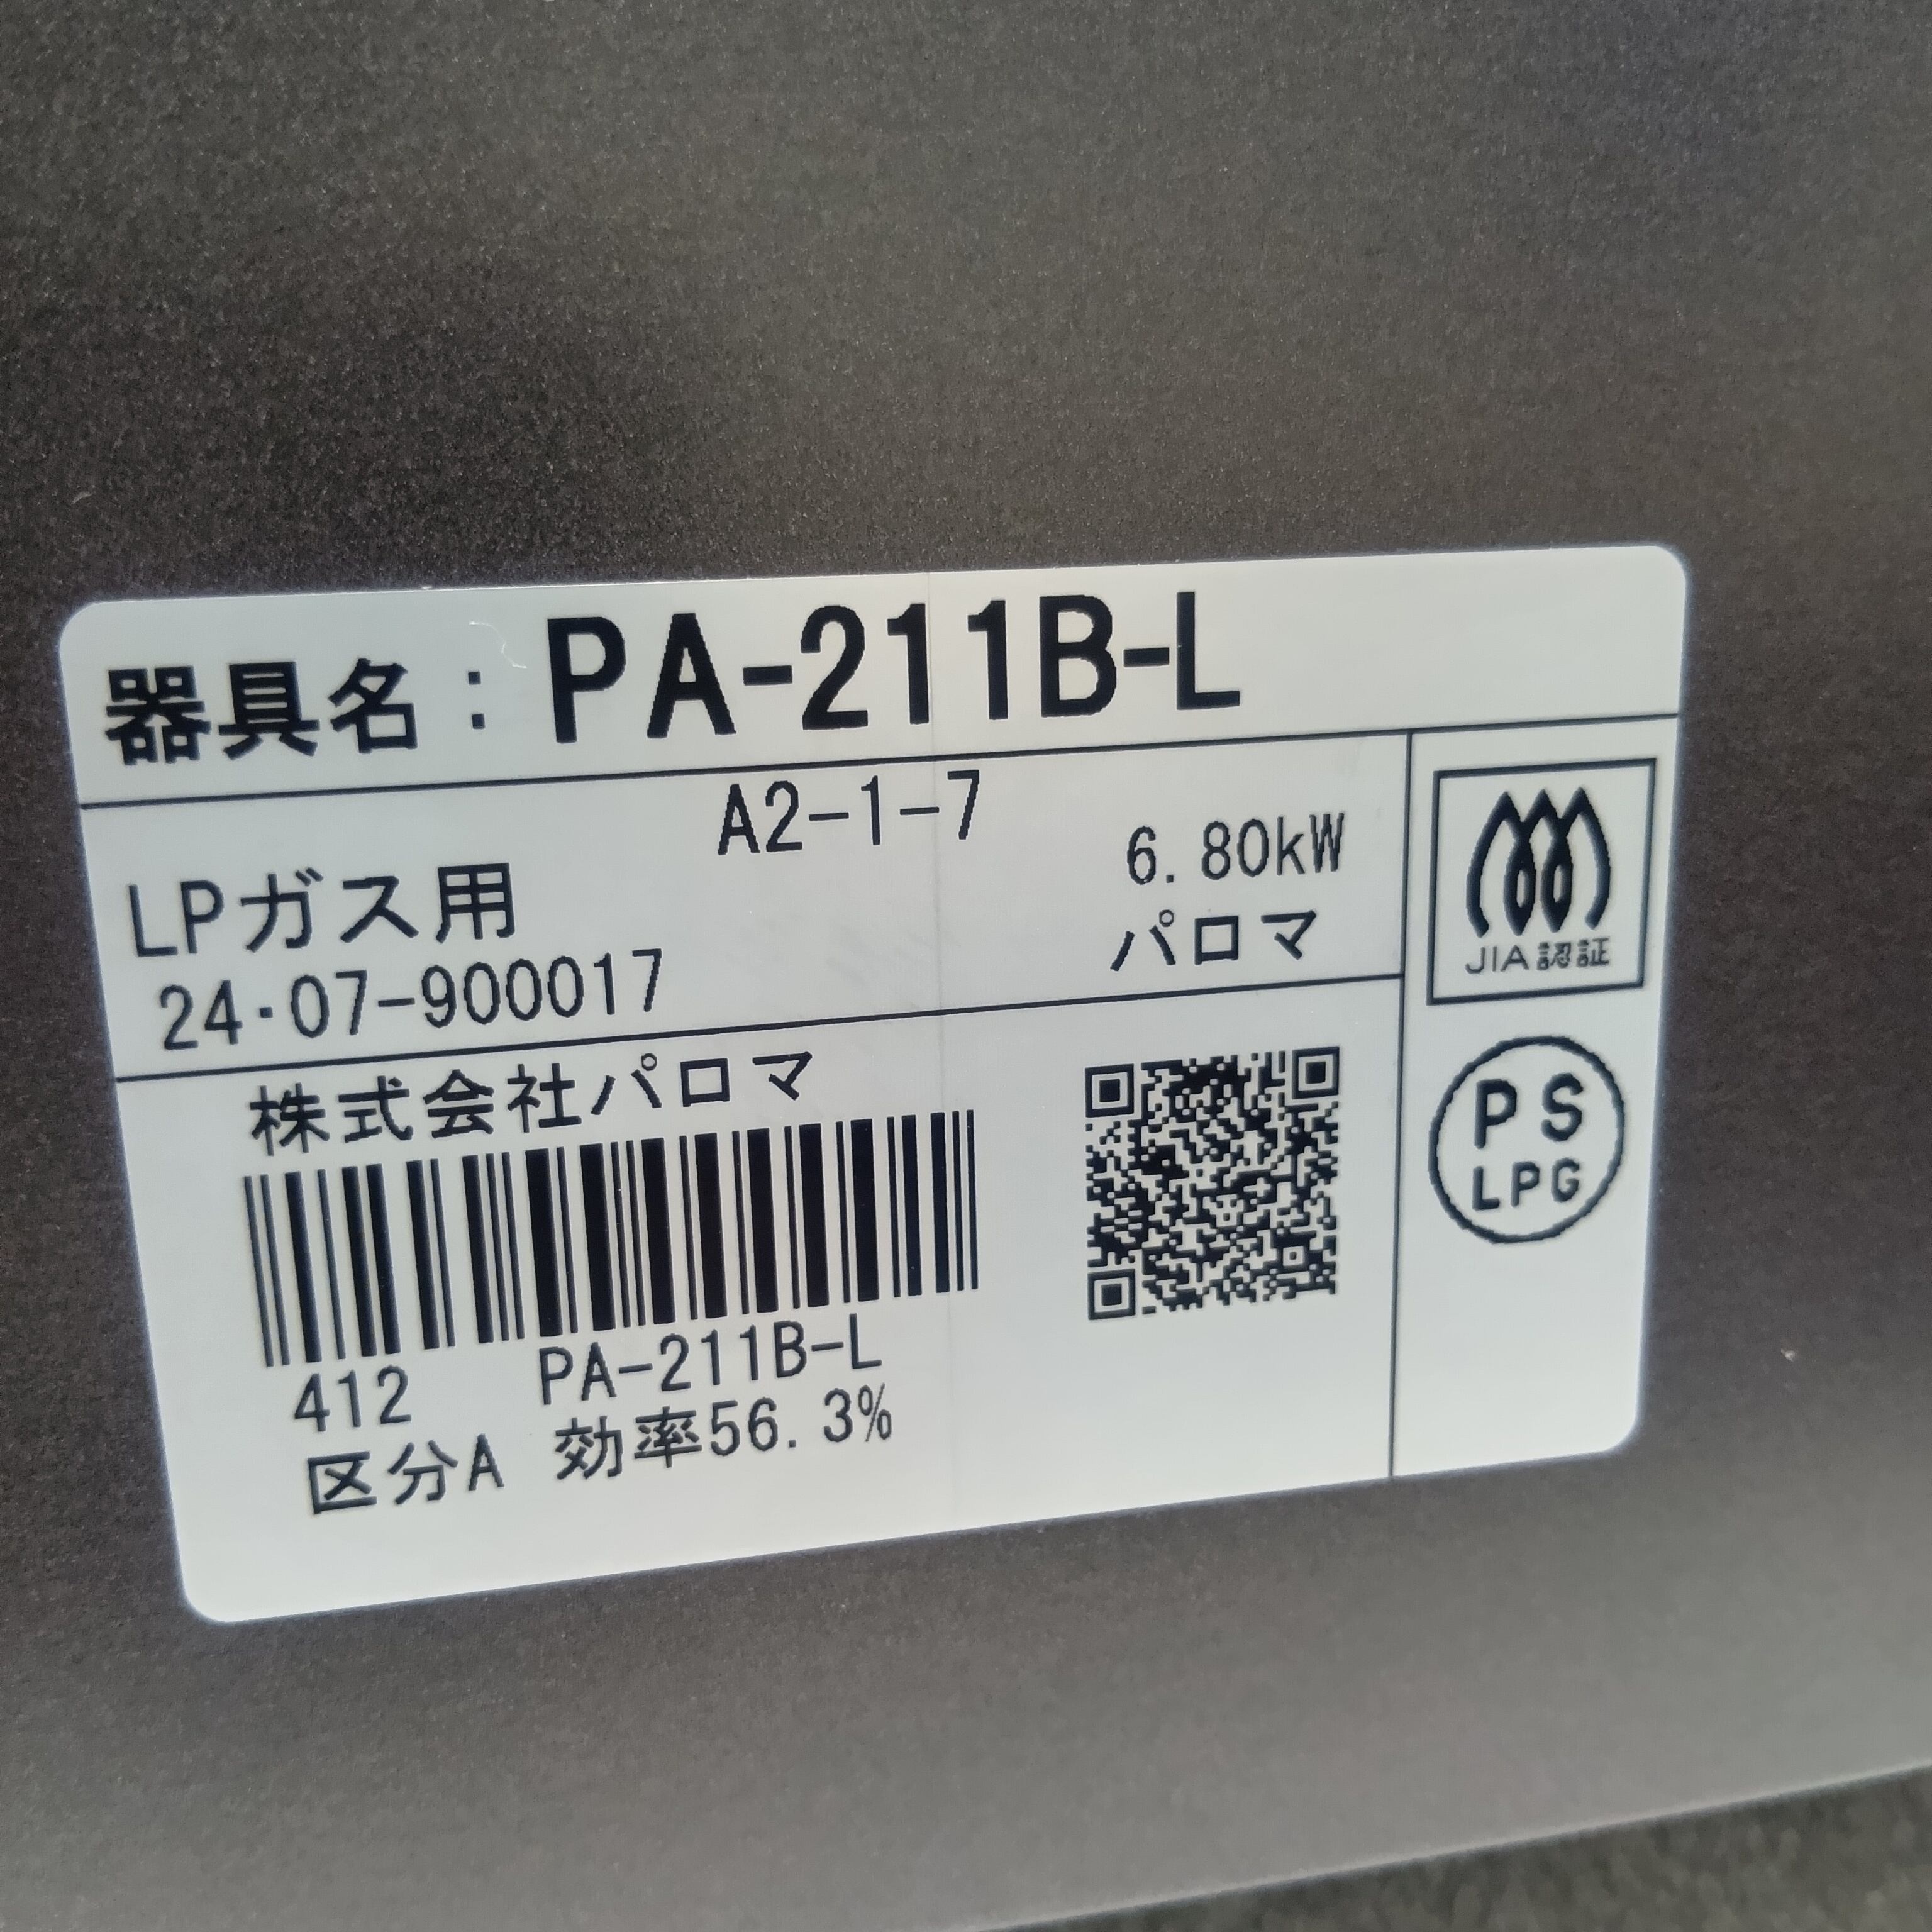 器具名：PA-211B-L
A2-1-7
LPガス用
6.80kW
24·07-900017
パロマ
JIA認証
株式会社パロマ
PS
LPG
412 PA-211B-L
区分A 効率56.3%